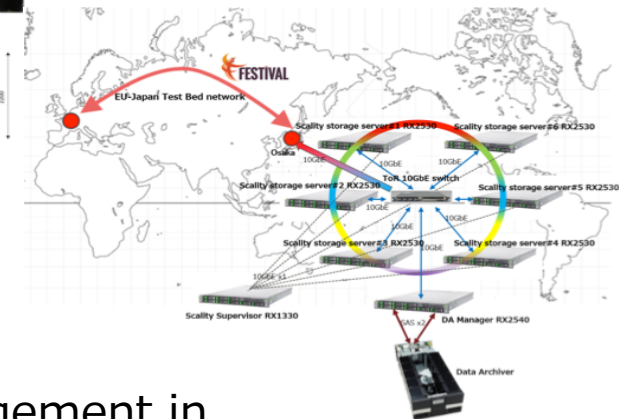 FESTIVAL
EU-Japan Test Bed network
Osaka
Scality storage server#1 RX2530
Scality storage server#6 RX2530
10GbE
10GbE
ToR 10GbE switch
Scality storage server#2 RX2530
Scality storage server#5 RX2530
10GbE
10GbE
10GbE
Scality storage server#3 RX2530
10GbE
Scality storage server#4 RX2530
10GbE x1
Scality Supervisor RX1330
SAS x2
DA Manager RX2540
Data Archiver
gement in